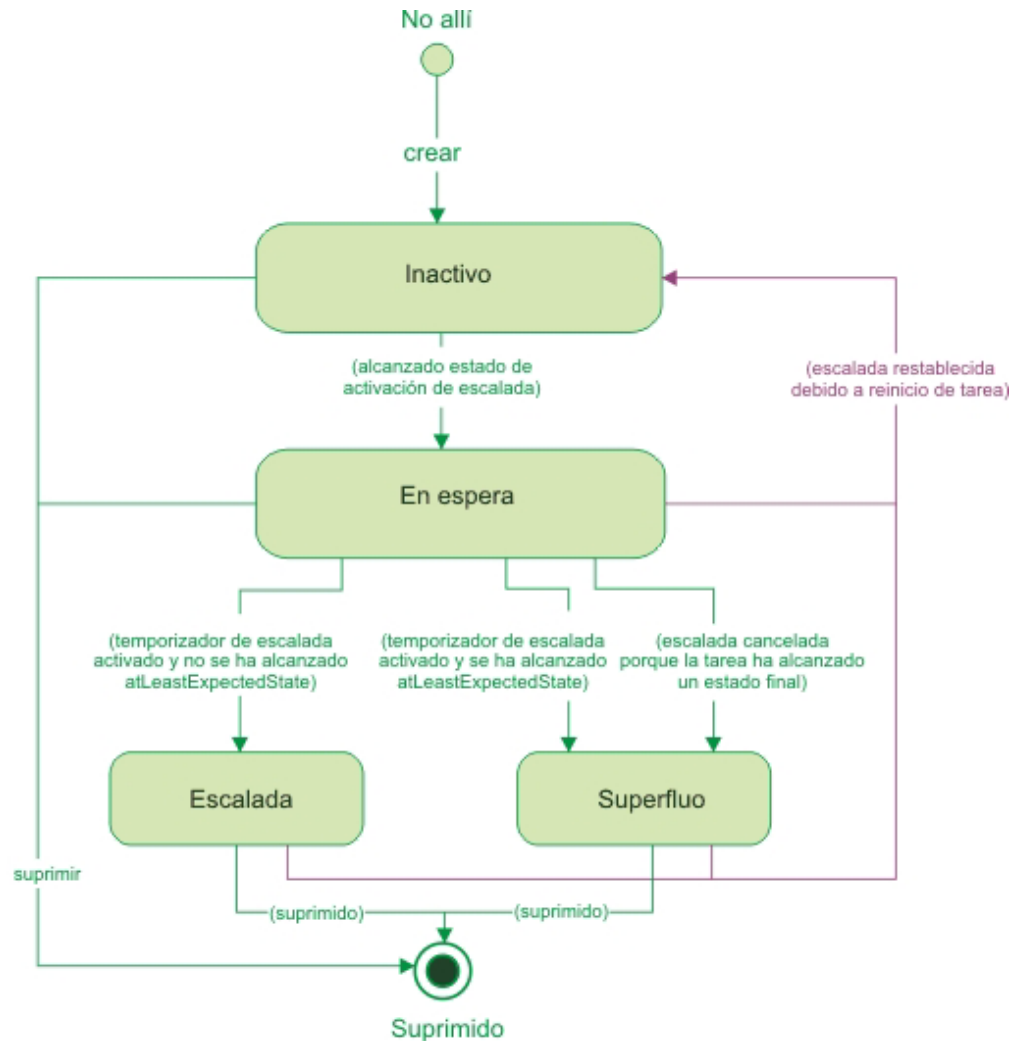 No allí
crear
Inactivo
(alcanzado estado de
activación de escalada)
(escalada restablecida
debido a reinicio de tarea)
En espera
(temporizador de escalada
activado y no se ha alcanzado
atLeastExpectedState)
(temporizador de escalada
activado y se ha alcanzado
atLeastExpectedState)
(escalada cancelada
porque la tarea ha alcanzado
un estado final)
Escalada
Superfluo
suprimir
(suprimido)
(suprimido)
Suprimido